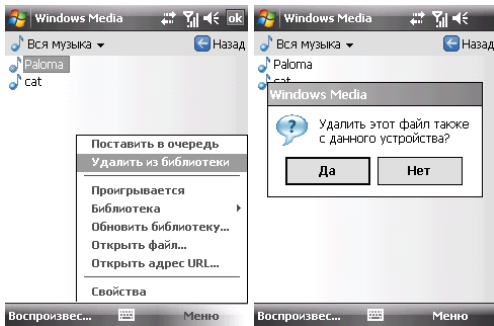 Windows Media ok
Вся музыка Назад
Paloma
cat
Поставить в очередь
Удалить из библиотеки
Проигрывается
Библиотека
Обновить библиотеку...
Открыть файл...
Открыть адрес URL...
Свойства
Воспроизвес... Меню
Windows Media
Вся музыка Назад
Paloma
cat
Windows Media
Удалить этот файл также
с данного устройства?
Да Нет
Воспроизвес... Меню